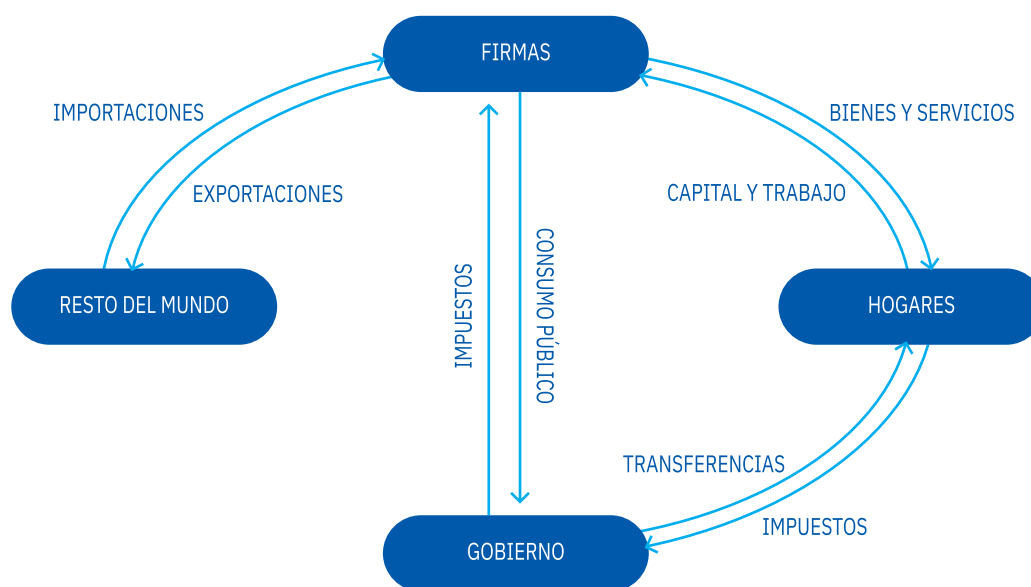 FIRMAS
IMPORTACIONES
BIENES Y SERVICIOS
EXPORTACIONES
CAPITAL Y TRABAJO
IMPUESTOS
CONSUMO PÚBLICO
RESTO DEL MUNDO
HOGARES
TRANSFERENCIAS
IMPUESTOS
GOBIERNO